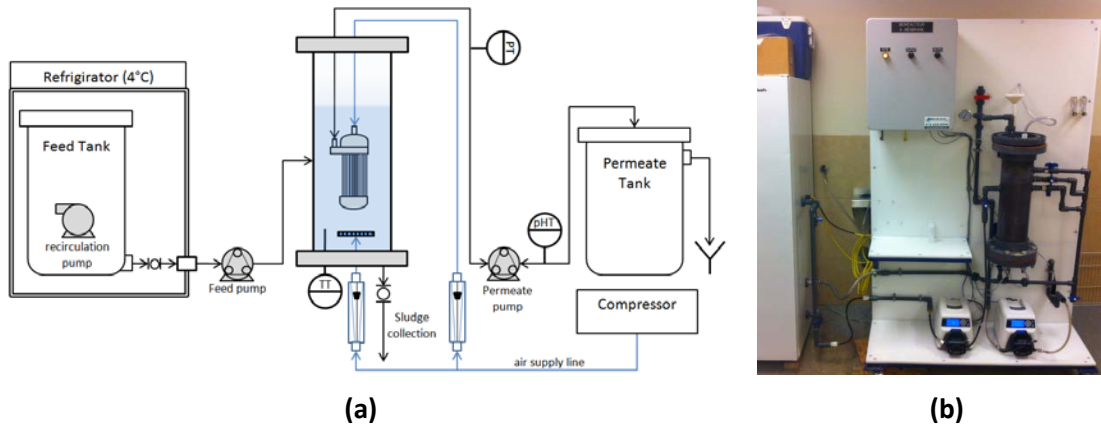 Refrigirator (4°C)
Feed Tank
recirculation
pump
Feed pump
PT
TT
Sludge
collection
pHT
Permeate
pump
Permeate
Tank
Compressor
air supply line
(a)
(b)